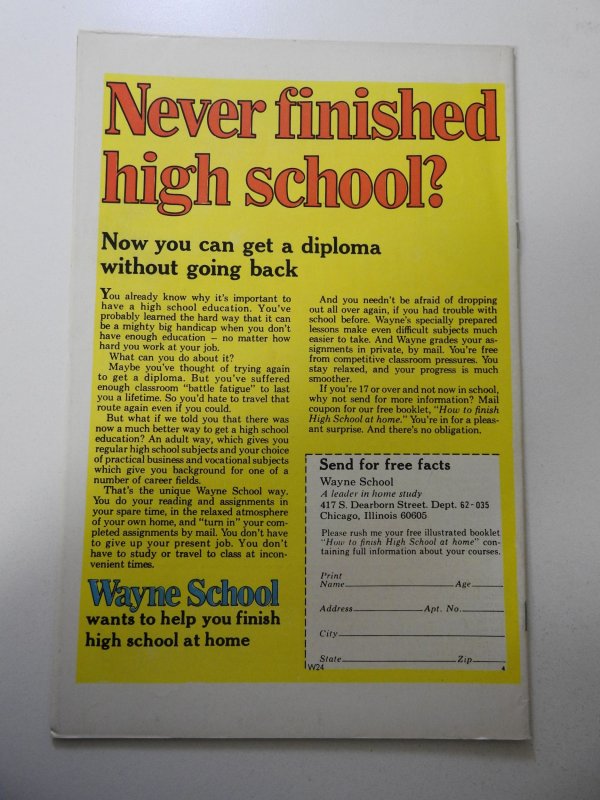 Never finished
high school?
Now you can get a diploma
without going back
You already know why it's important to
have a high school education. You've
probably learned the hard way that it can
be a mighty big handicap when you don't
have enough education – no matter how
hard you work at your job.
What can you do about it?
Maybe you've thought of trying again
to get a diploma. But you've suffered
enough classroom "battle fatigue" to last
you a lifetime. So you'd hate to travel that
route again even if you could.
But what if we told you that there was
now a much better way to get a high school
education? An adult way, which gives you
regular high school subjects and your choice
of practical business and vocational subjects
which give you background for one of a
number of career fields.
That's the unique Wayne School way.
You do your reading and assignments in
your spare time, in the relaxed atmosphere
of your own home, and "turn in" your com-
pleted assignments by mail. You don't have
to give up your present job. You don't
have to study or travel to class at incon-
venient times.
Wayne School
wants to help you finish
high school at home
And you needn't be afraid of dropping
out all over again, if you had trouble with
school before. Wayne's specially prepared
lessons make even difficult subjects much
easier to take. And Wayne grades your as-
signments in private, by mail. You're free
from competitive classroom pressures. You
stay relaxed, and your progress is much
smoother.
If you're 17 or over and not now in school,
why not send for more information? Mail
coupon for our free booklet, "How to finish
High School at home." You're in for a pleas-
ant surprise. And there's no obligation.
Send for free facts
Wayne School
A leader in home study
417 S. Dearborn Street. Dept. 62-035
Chicago, Illinois 60605
Please rush me your free illustrated booklet
"How to finish High School at home" con-
taining full information about your courses.
Print
Name Age
Address Apt. No.
City
State Zip
W24 4